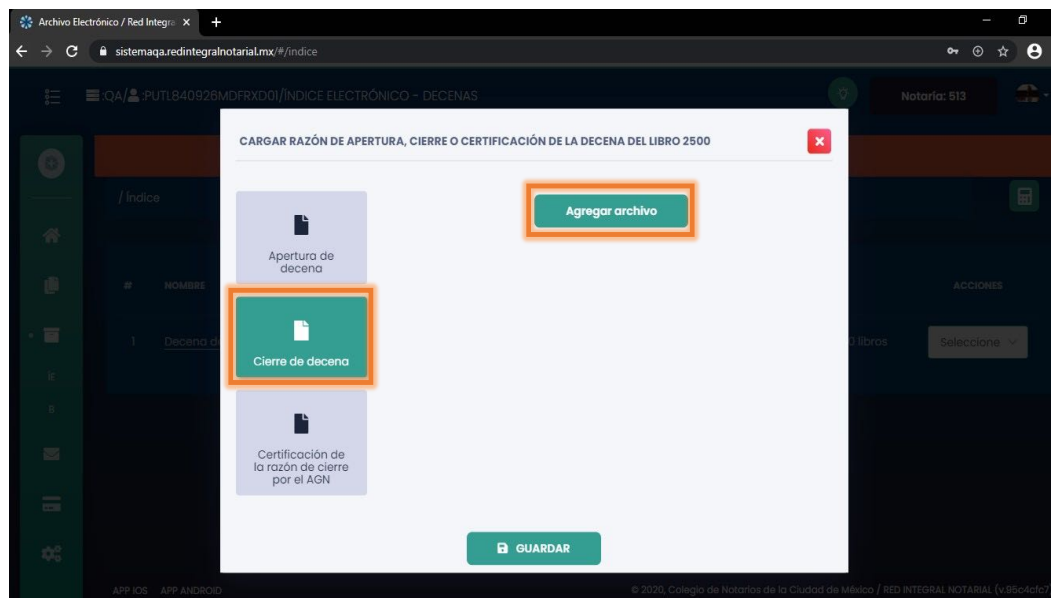 Archivo Electrónico / Red Integra
sistemaqa.redintegralnotarial.mx/#/indice
:QA/ :PUTL840926MDFRXD01/ÍNDICE ELECTRÓNICO - DECENAS
Notaría: 513
CARGAR RAZÓN DE APERTURA, CIERRE O CERTIFICACIÓN DE LA DECENA DEL LIBRO 2500
/ Índice
Agregar archivo
Apertura de
decena
# NOMBRE ACCIONES
1 Decena d libros Seleccione
Cierre de decena
Certificación de
la razón de cierre
por el AGN
GUARDAR
APP IOS APP ANDROID
© 2020, Colegio de Notarios de la Ciudad de México / RED INTEGRAL NOTARIAL (v.95c4cfc7